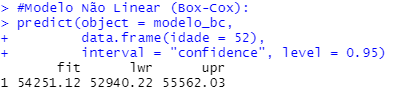 > #Modelo Não Linear (Box-Cox):
> predict(object = modelo_bc,
+         data.frame(idade = 52),
+         interval = "confidence", level = 0.95)
       fit      lwr      upr
1 54251.12 52940.22 55562.03